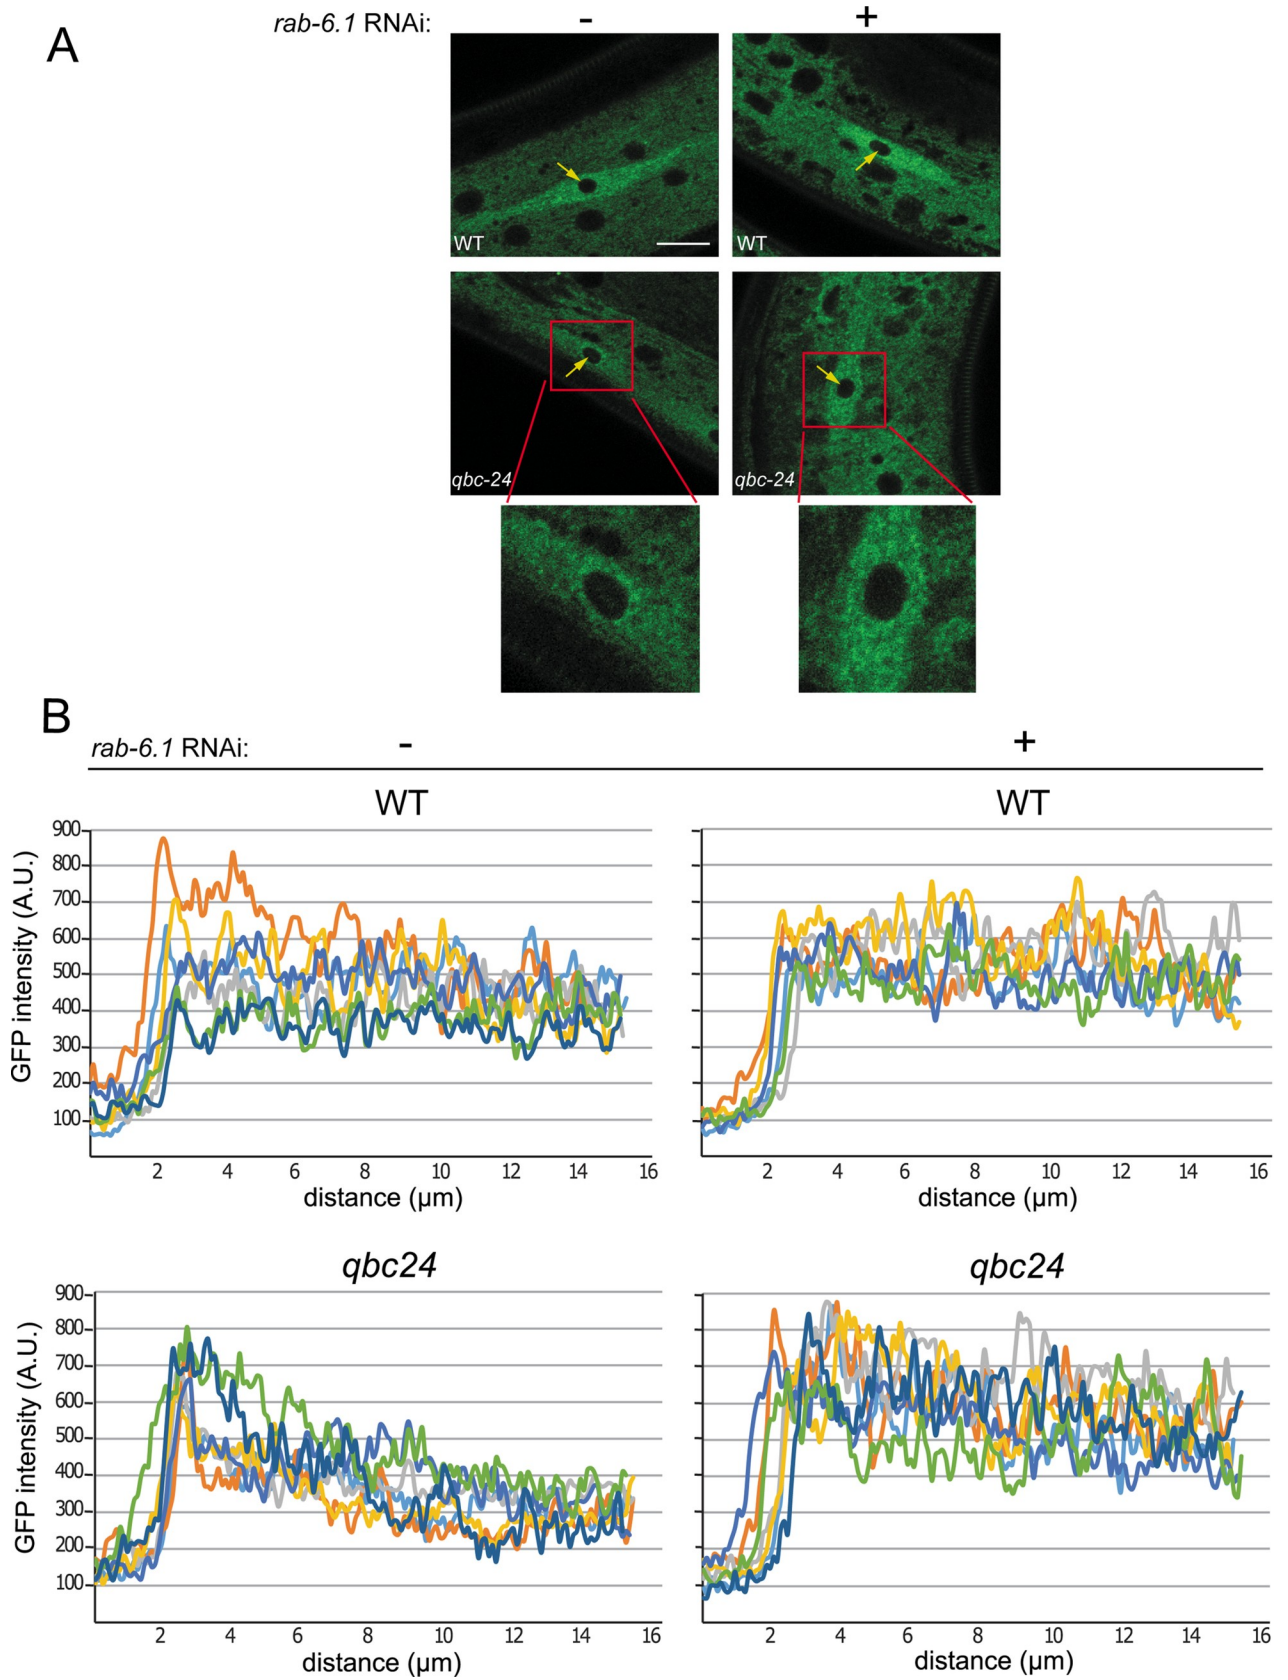 A
rab-6.1 RNAi: - +
WT WT
qbc-24 qbc-24
B
rab-6.1 RNAi: - +
WT WT
GFP intensity (A.U.)
900
800
700
600
500
400
300
200
100
2 4 6 8 10 12 14 16
distance (µm)
2 4 6 8 10 12 14 16
distance (µm)
qbc24 qbc24
GFP intensity (A.U.)
900
800
700
600
500
400
300
200
100
2 4 6 8 10 12 14 16
distance (µm)
2 4 6 8 10 12 14 16
distance (µm)